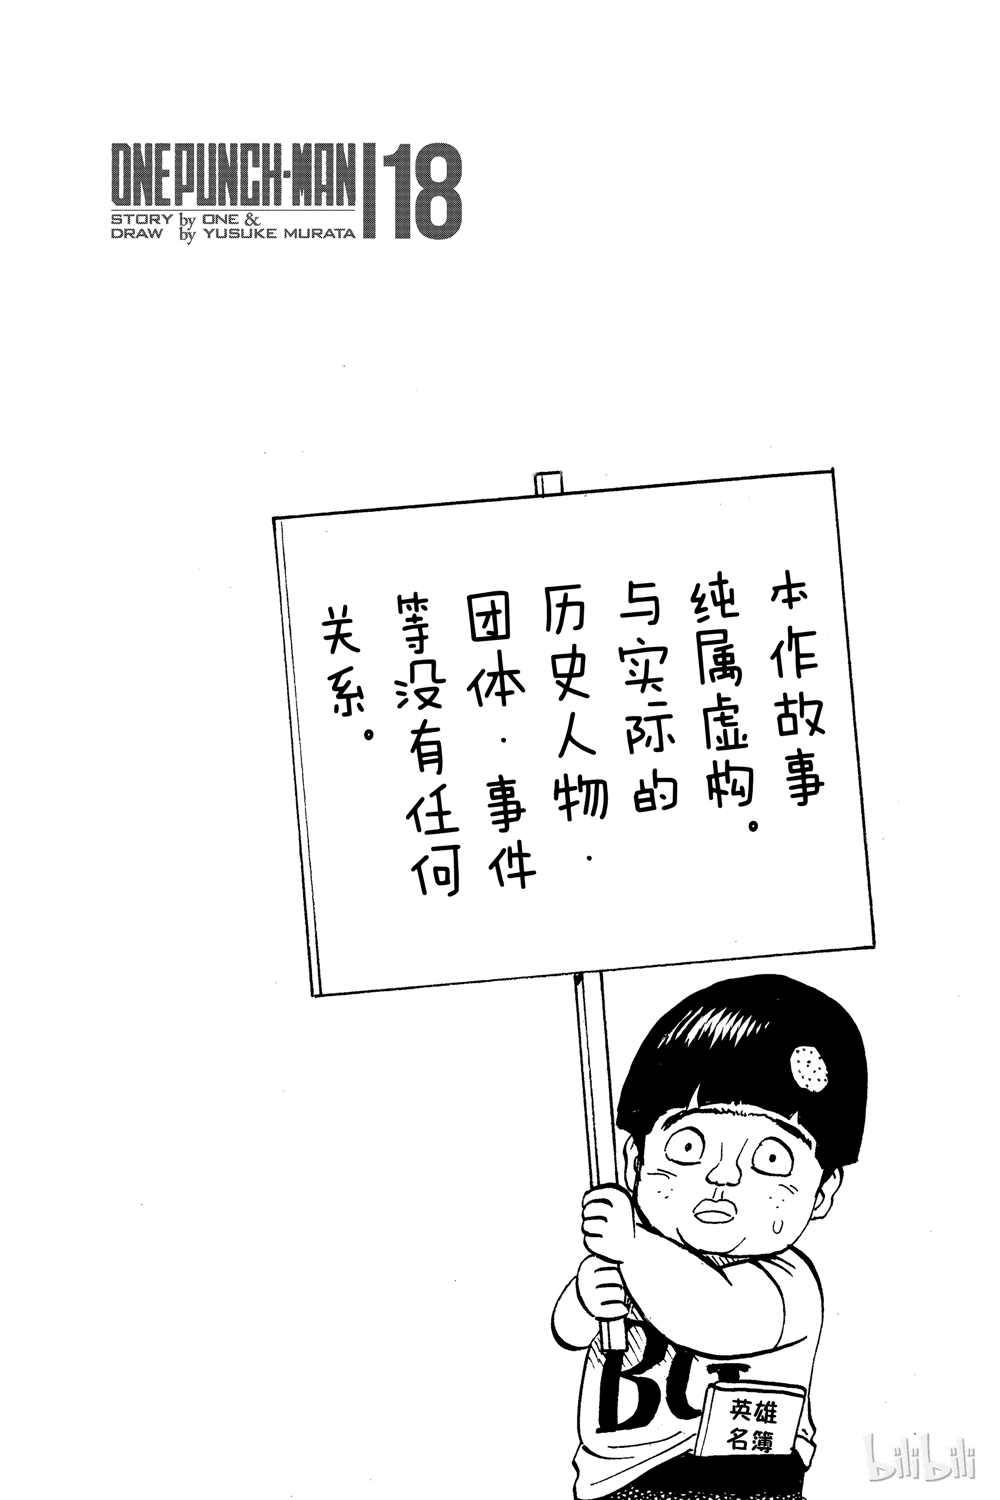 ONE PUNCH-MAN
18
STORY by ONE &
DRAW by YUSUKE MURATA
本作故事
纯属虚构。
与实际的
历史人物·
团体·事件
等没有任何
关系。
英雄
名簿
bilibili